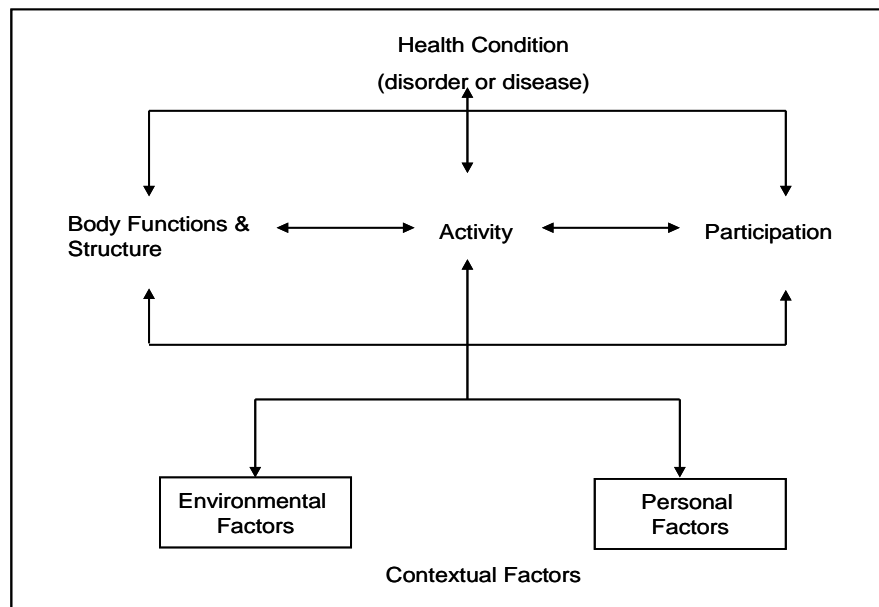 Health Condition
(disorder or disease)
Body Functions &
Structure
Activity
Participation
Environmental
Factors
Personal
Factors
Contextual Factors